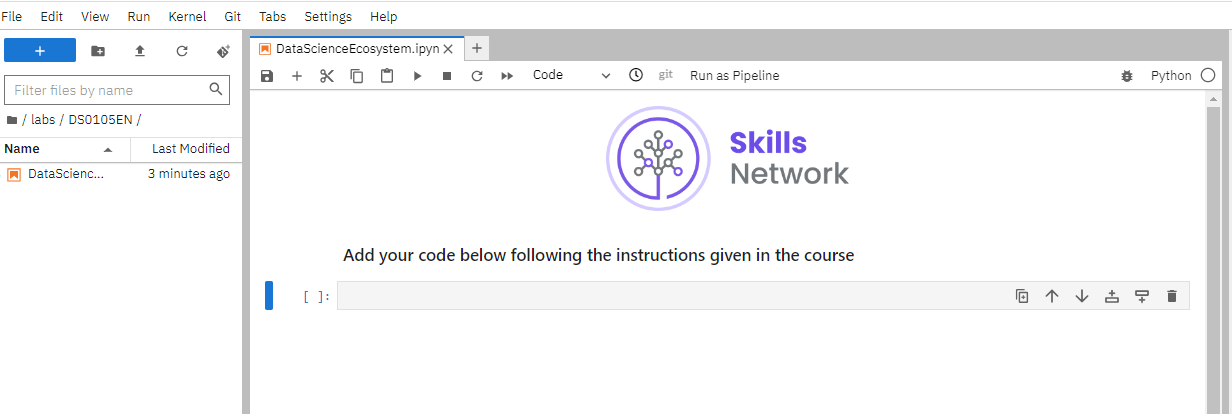 File Edit View Run Kernel Git Tabs Settings Help
+
Filter files by name
/ labs / DS0105EN /
Name Last Modified
DataScienc... 3 minutes ago
DataScienceEcosystem.ipyn
Code git Run as Pipeline Python
Skills
Network
Add your code below following the instructions given in the course
[ ]: